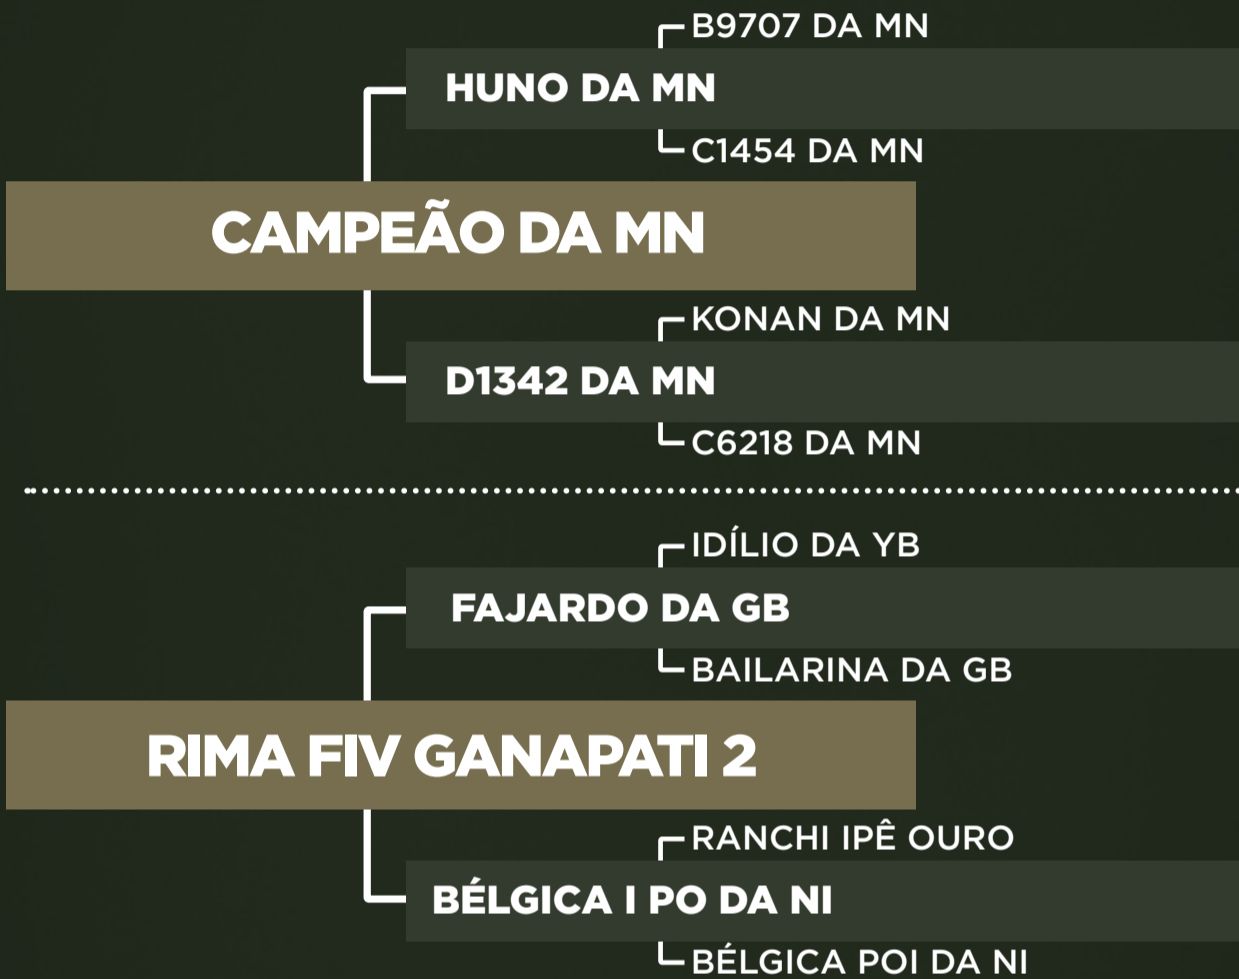 B9707 DA MN
HUNO DA MN
C1454 DA MN
CAMPEÃO DA MN
KONAN DA MN
D1342 DA MN
C6218 DA MN
IDÍLIO DA YB
FAJARDO DA GB
BAILARINA DA GB
RIMA FIV GANAPATI 2
RANCHI IPÊ OURO
BÉLGICA I PO DA NI
BÉLGICA POI DA NI